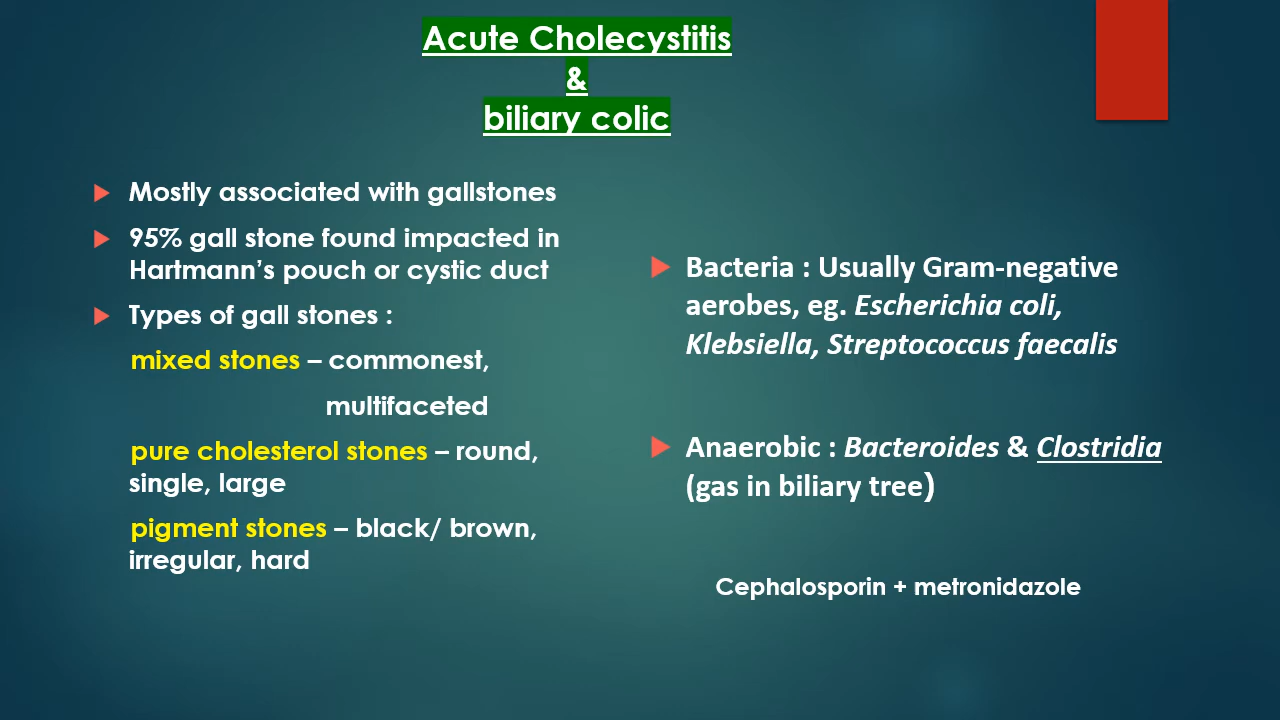 Acute Cholecystitis
&
biliary colic
Mostly associated with gallstones
95% gall stone found impacted in
Hartmann’s pouch or cystic duct
Types of gall stones :
mixed stones – commonest,
multifaceted
pure cholesterol stones – round,
single, large
pigment stones – black/ brown,
irregular, hard
Bacteria : Usually Gram-negative
aerobes, eg. Escherichia coli,
Klebsiella, Streptococcus faecalis
Anaerobic : Bacteroides & Clostridia
(gas in biliary tree)
Cephalosporin + metronidazole